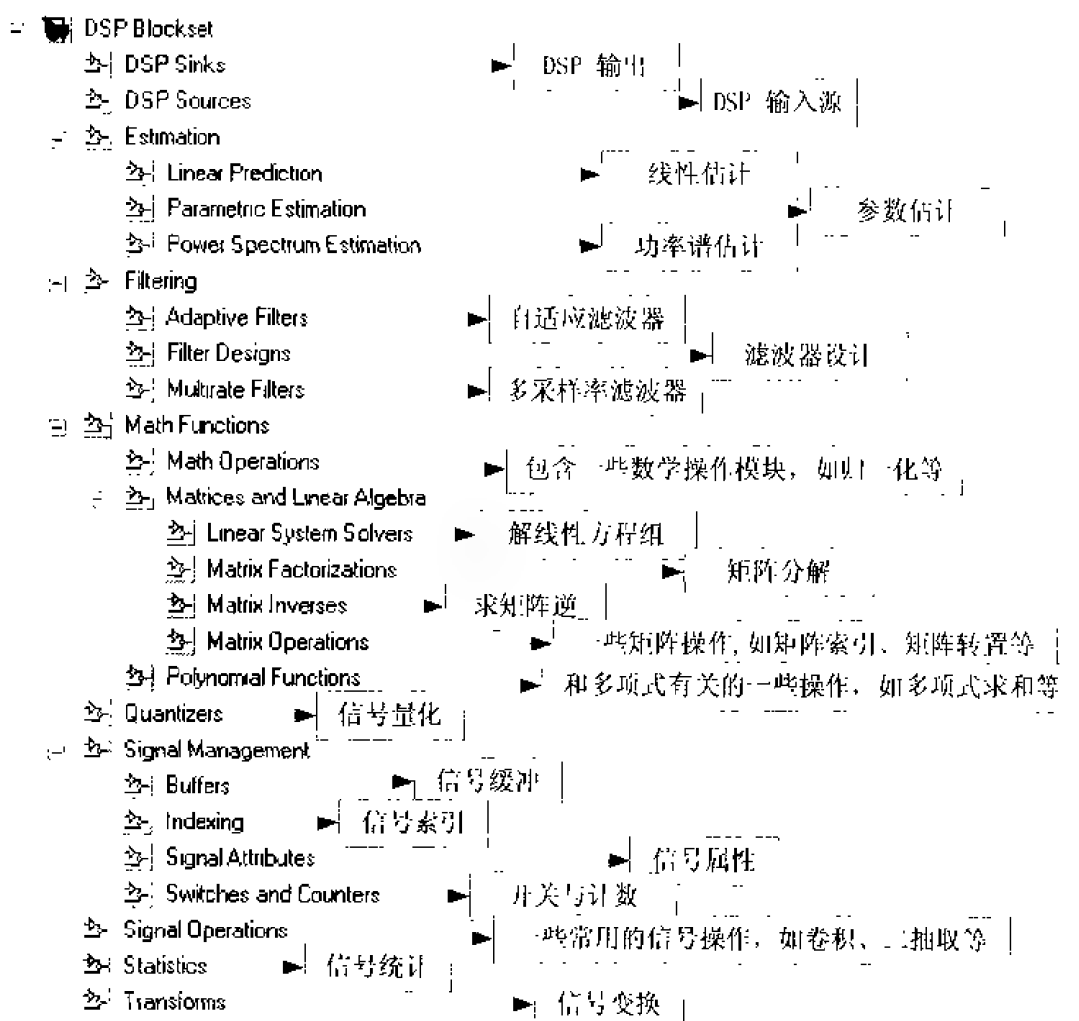 DSP Blockset
DSP Sinks DSP 输出
DSP Sources DSP 输入源
Estimation
Linear Prediction 线性估计
Parametric Estimation 参数估计
Power Spectrum Estimation 功率谱估计
Filtering
Adaptive Filters 自适应滤波器
Filter Designs 滤波器设计
Multirate Filters 多采样率滤波器
Math Functions
Math Operations 包含一些数学操作模块，如归一化等
Matrices and Linear Algebra
Linear System Solvers 解线性方程组
Matrix Factorizations 矩阵分解
Matrix Inverses 求矩阵逆
Matrix Operations 一些矩阵操作, 如矩阵索引、矩阵转置等
Polynomial Functions 和多项式有关的一些操作，如多项式求和等
Quantizers 信号量化
Signal Management
Buffers 信号缓冲
Indexing 信号索引
Signal Attributes 信号属性
Switches and Counters 开关与计数
Signal Operations 一些常用的信号操作，如卷积、二抽取等
Statistics 信号统计
Transforms 信号变换